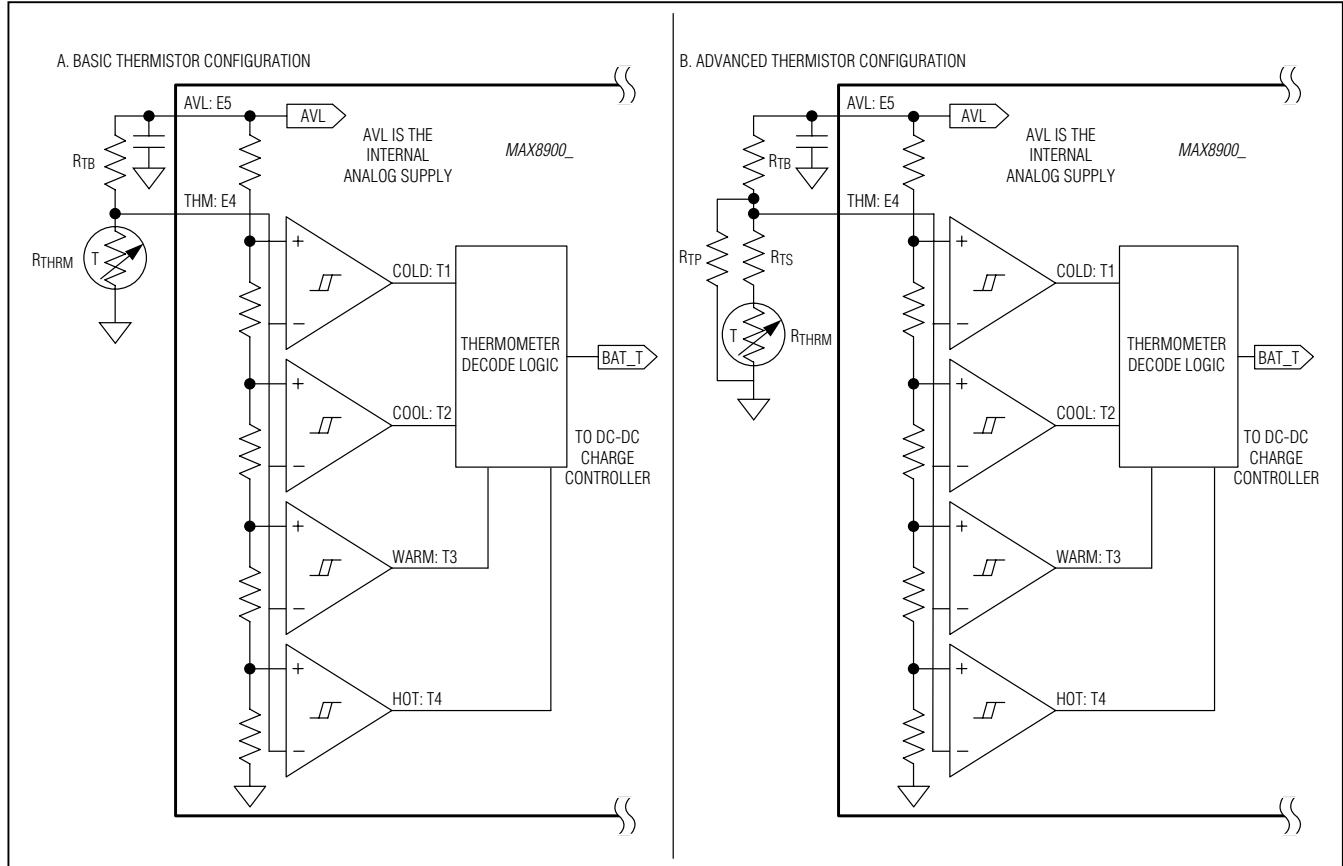 A. BASIC THERMISTOR CONFIGURATION
AVL: E5
AVL
AVL IS THE
INTERNAL
ANALOG SUPPLY
MAX8900_
RTB
THM: E4
RTHRM
T
+
−
COLD: T1
+
−
COOL: T2
+
−
WARM: T3
+
−
HOT: T4
THERMOMETER
DECODE LOGIC
BAT_T
TO DC-DC
CHARGE
CONTROLLER
B. ADVANCED THERMISTOR CONFIGURATION
AVL: E5
AVL
AVL IS THE
INTERNAL
ANALOG SUPPLY
MAX8900_
RTB
THM: E4
RTP
RTS
T
RTHRM
+
−
COLD: T1
+
−
COOL: T2
+
−
WARM: T3
+
−
HOT: T4
THERMOMETER
DECODE LOGIC
BAT_T
TO DC-DC
CHARGE
CONTROLLER